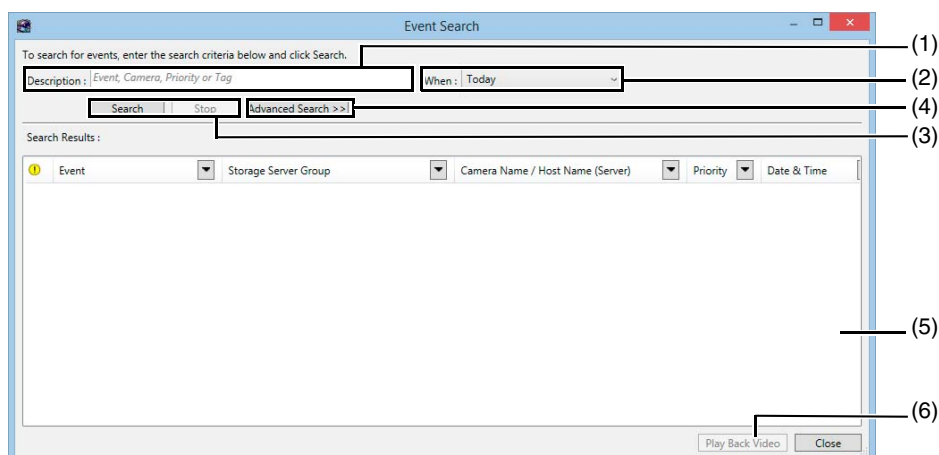 Event Search
(1)
To search for events, enter the search criteria below and click Search.
Description : Event, Camera, Priority or Tag When : Today
(2)
Search Stop Advanced Search >>
(4)
(3)
Search Results :
Event Storage Server Group Camera Name / Host Name (Server) Priority Date & Time
(5)
(6)
Play Back Video Close